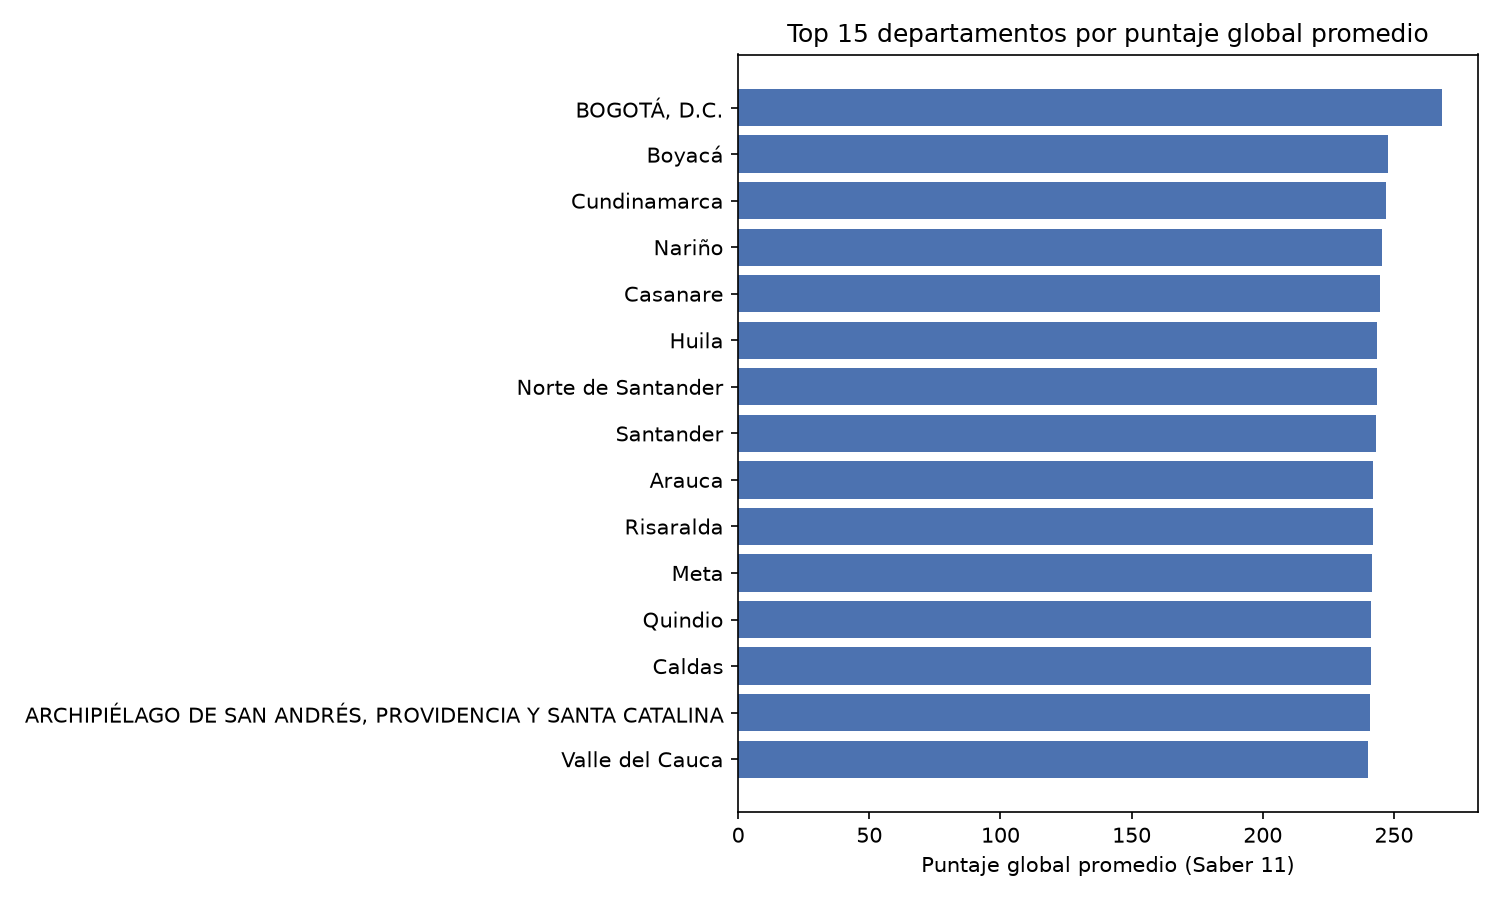 Top 15 departamentos por puntaje global promedio
BOGOTÁ, D.C.
Boyacá
Cundinamarca
Nariño
Casanare
Huila
Norte de Santander
Santander
Arauca
Risaralda
Meta
Quindio
Caldas
ARCHIPIÉLAGO DE SAN ANDRÉS, PROVIDENCIA Y SANTA CATALINA
Valle del Cauca
0 50 100 150 200 250
Puntaje global promedio (Saber 11)